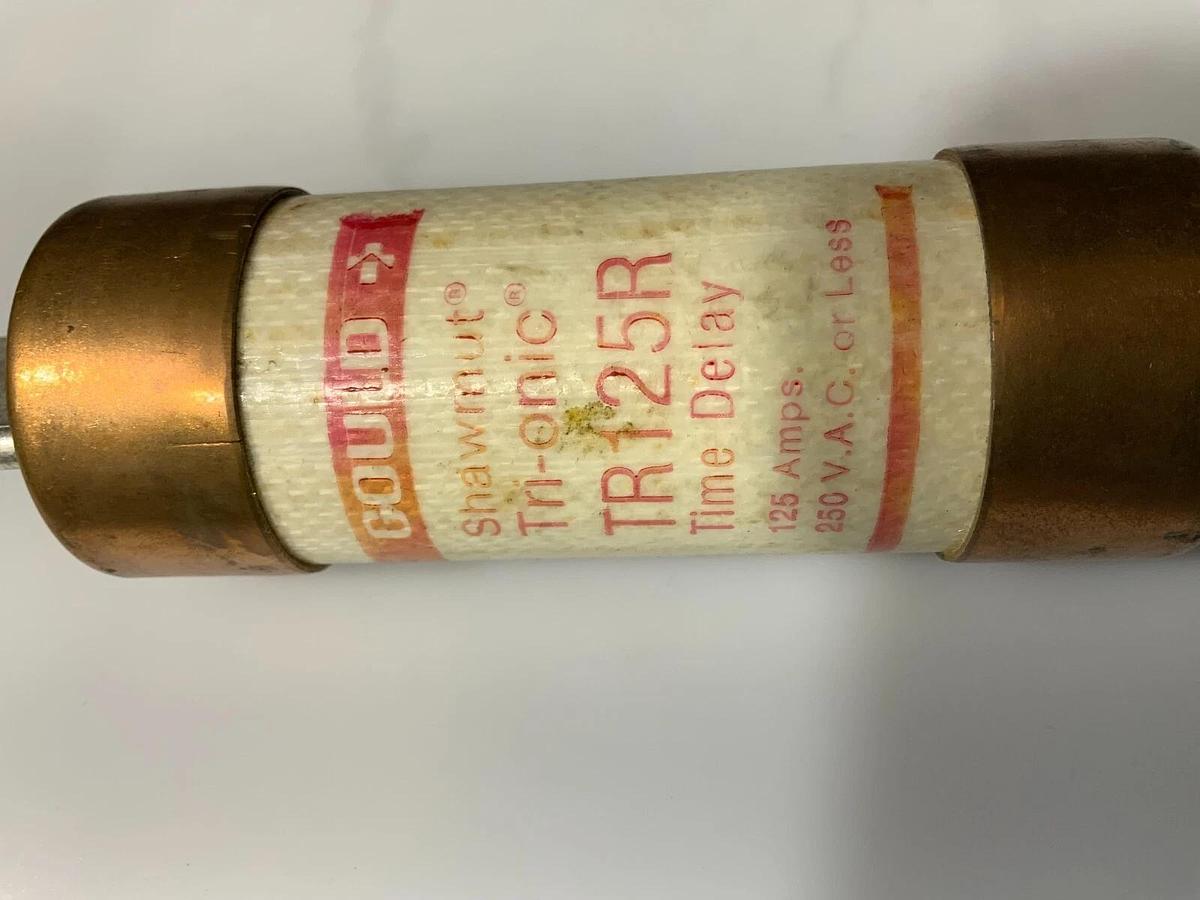 GOULD
Shawmut®
Tri-onic®
TR125R
Time Delay
125 Amps.
250 V.A.C. or Less